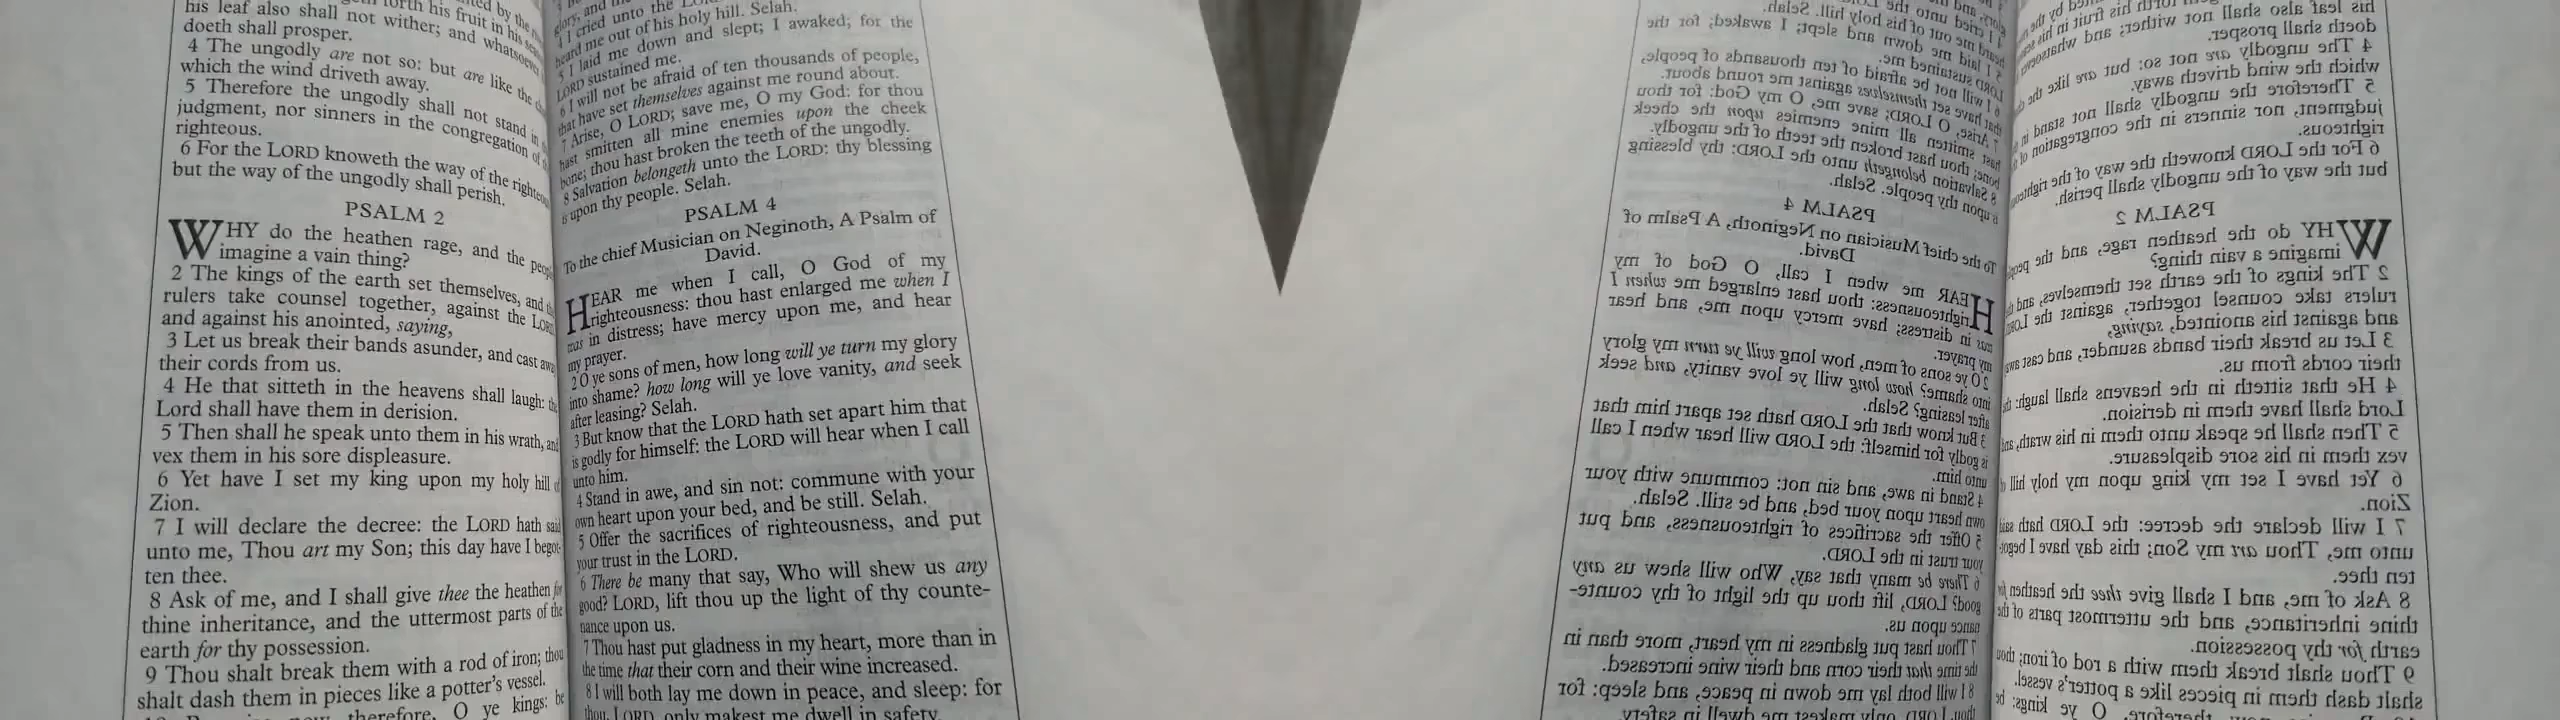 forth his fruit in his
his leaf also shall not wither; and whatsoever
doeth shall prosper.
4 The ungodly are not so: but are like the
which the wind driveth away.
5 Therefore the ungodly shall not stand in
judgment, nor sinners in the congregation of
righteous.
6 For the LORD knoweth the way of the
but the way of the ungodly shall perish.
PSALM 2
WHY do the heathen rage, and the
imagine a vain thing?
2 The kings of the earth set themselves, and
rulers take counsel together, against the
and against his anointed, saying,
3 Let us break their bands asunder, and cast
their cords from us.
4 He that sitteth in the heavens shall laugh:
Lord shall have them in derision.
5 Then shall he speak unto them in his wrath, and
vex them in his sore displeasure.
6 Yet have I set my king upon my holy hill
Zion.
7 I will declare the decree: the LORD hath said
unto me, Thou art my Son; this day have I begot-
ten thee.
8 Ask of me, and I shall give thee the heathen for
thine inheritance, and the uttermost parts of the
earth for thy possession.
9 Thou shalt break them with a rod of iron; thou
shalt dash them in pieces like a potter's vessel.
therefore, O ye kings: be
glory, and
4 I cried unto the
heard me out of his holy hill. Selah.
5 I laid me down and slept; I awaked; for the
LORD sustained me.
6 I will not be afraid of ten thousands of people,
that have set themselves against me round about.
7 Arise, O LORD; save me, O my God: for thou
hast smitten all mine enemies upon the cheek
bone; thou hast broken the teeth of the ungodly.
8 Salvation belongeth unto the LORD: thy blessing
is upon thy people. Selah.
PSALM 4
To the chief Musician on Neginoth, A Psalm of
David.
HEAR me when I call, O God of my
righteousness: thou hast enlarged me when I
was in distress; have mercy upon me, and hear
my prayer.
2 O ye sons of men, how long will ye turn my glory
into shame? how long will ye love vanity, and seek
after leasing? Selah.
3 But know that the LORD hath set apart him that
is godly for himself: the LORD will hear when I call
unto him.
4 Stand in awe, and sin not: commune with your
own heart upon your bed, and be still. Selah.
5 Offer the sacrifices of righteousness, and put
your trust in the LORD.
6 There be many that say, Who will shew us any
good? LORD, lift thou up the light of thy counte-
nance upon us.
7 Thou hast put gladness in my heart, more than in
the time that their corn and their wine increased.
8 I will both lay me down in peace, and sleep: for
thou, LORD, only makest me dwell in safety.